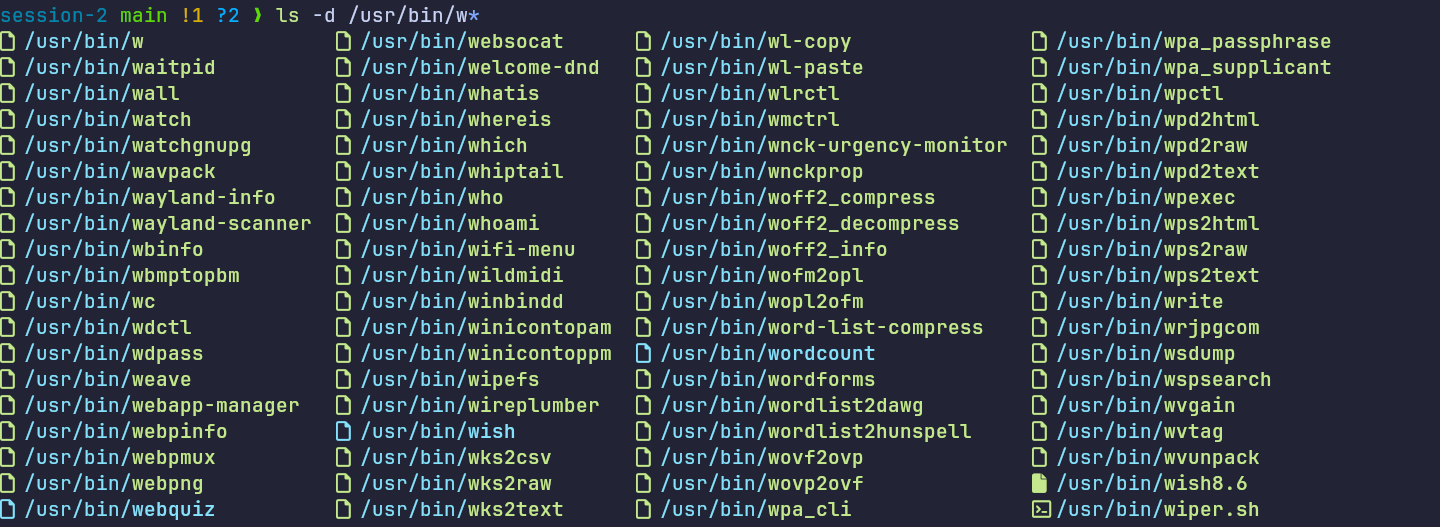 session-2 main !1 ?2 ❱ ls -d /usr/bin/w*
/usr/bin/w /usr/bin/websocat /usr/bin/wl-copy /usr/bin/wpa_passphrase
/usr/bin/waitpid /usr/bin/welcome-dnd /usr/bin/wl-paste /usr/bin/wpa_supplicant
/usr/bin/wall /usr/bin/whatis /usr/bin/wlrctl /usr/bin/wpctl
/usr/bin/watch /usr/bin/whereis /usr/bin/wmctrl /usr/bin/wpd2html
/usr/bin/watchgnupg /usr/bin/which /usr/bin/wnck-urgency-monitor /usr/bin/wpd2raw
/usr/bin/wavpack /usr/bin/whiptail /usr/bin/wnckprop /usr/bin/wpd2text
/usr/bin/wayland-info /usr/bin/who /usr/bin/woff2_compress /usr/bin/wpexec
/usr/bin/wayland-scanner /usr/bin/whoami /usr/bin/woff2_decompress /usr/bin/wps2html
/usr/bin/wbinfo /usr/bin/wifi-menu /usr/bin/woff2_info /usr/bin/wps2raw
/usr/bin/wbmptopbm /usr/bin/wildmidi /usr/bin/wofm2opl /usr/bin/wps2text
/usr/bin/wc /usr/bin/winbindd /usr/bin/wopl2ofm /usr/bin/write
/usr/bin/wdctl /usr/bin/winicontopam /usr/bin/word-list-compress /usr/bin/wrjpgcom
/usr/bin/wdpass /usr/bin/winicontoppm /usr/bin/wordcount /usr/bin/wsdump
/usr/bin/weave /usr/bin/wipefs /usr/bin/wordforms /usr/bin/wspsearch
/usr/bin/webapp-manager /usr/bin/wireplumber /usr/bin/wordlist2dawg /usr/bin/wvgain
/usr/bin/webpinfo /usr/bin/wish /usr/bin/wordlist2hunspell /usr/bin/wvtag
/usr/bin/webpmux /usr/bin/wks2csv /usr/bin/wovf2ovp /usr/bin/wvunpack
/usr/bin/webpng /usr/bin/wks2raw /usr/bin/wovp2ovf /usr/bin/wish8.6
/usr/bin/webquiz /usr/bin/wks2text /usr/bin/wpa_cli /usr/bin/wiper.sh